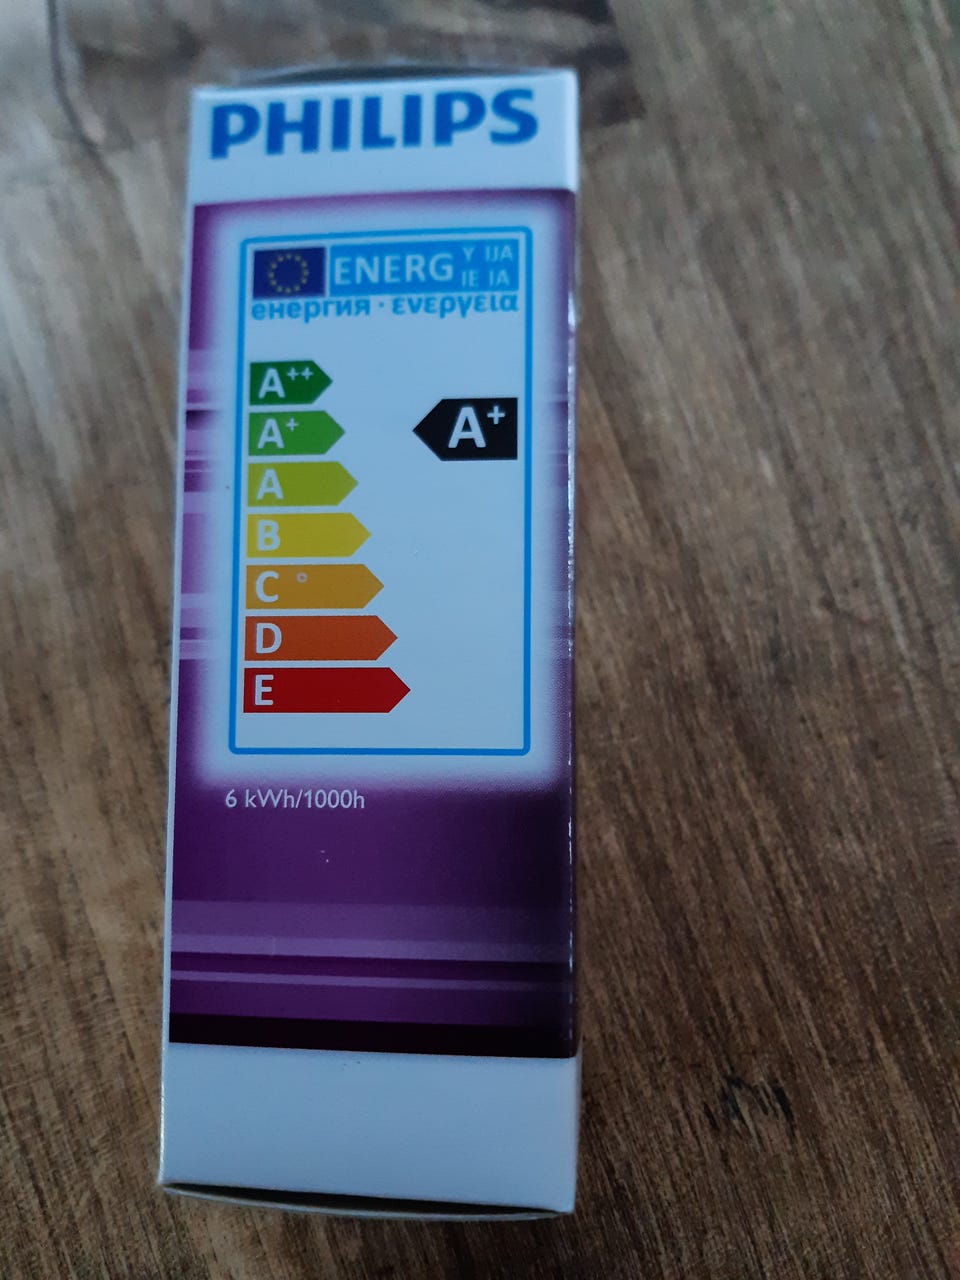 PHILIPS
ENERG Y IJA
IE IA
енергия · ενεργεια
A++
A+
A+
A
B
C
D
E
6 kWh/1000h